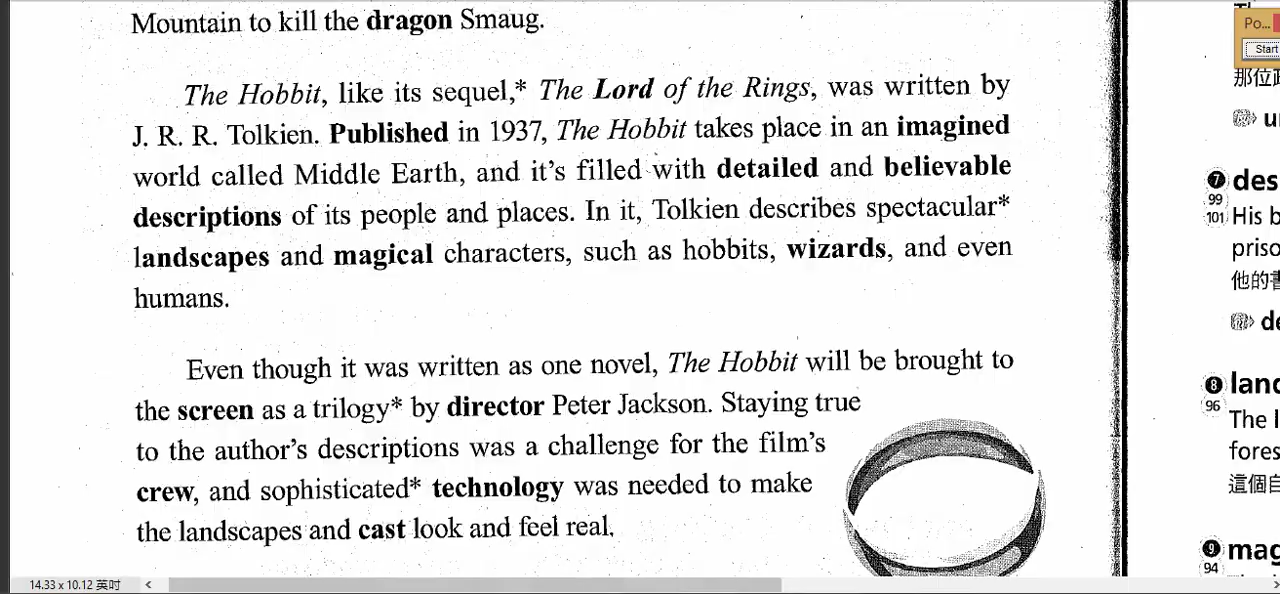 Mountain to kill the dragon Smaug.
The Hobbit, like its sequel,* The Lord of the Rings, was written by
J. R. R. Tolkien. Published in 1937, The Hobbit takes place in an imagined
world called Middle Earth, and it's filled with detailed and believable
descriptions of its people and places. In it, Tolkien describes spectacular*
landscapes and magical characters, such as hobbits, wizards, and even
humans.
Even though it was written as one novel, The Hobbit will be brought to
the screen as a trilogy* by director Peter Jackson. Staying true
to the author's descriptions was a challenge for the film's
crew, and sophisticated* technology was needed to make
the landscapes and cast look and feel real.
14.33 x 10.12 英吋
Po...
Start
那位
u
7 des
99
101 His b
priso
他的書
de
8 land
96 The l
fores
這個自
9 mag
94